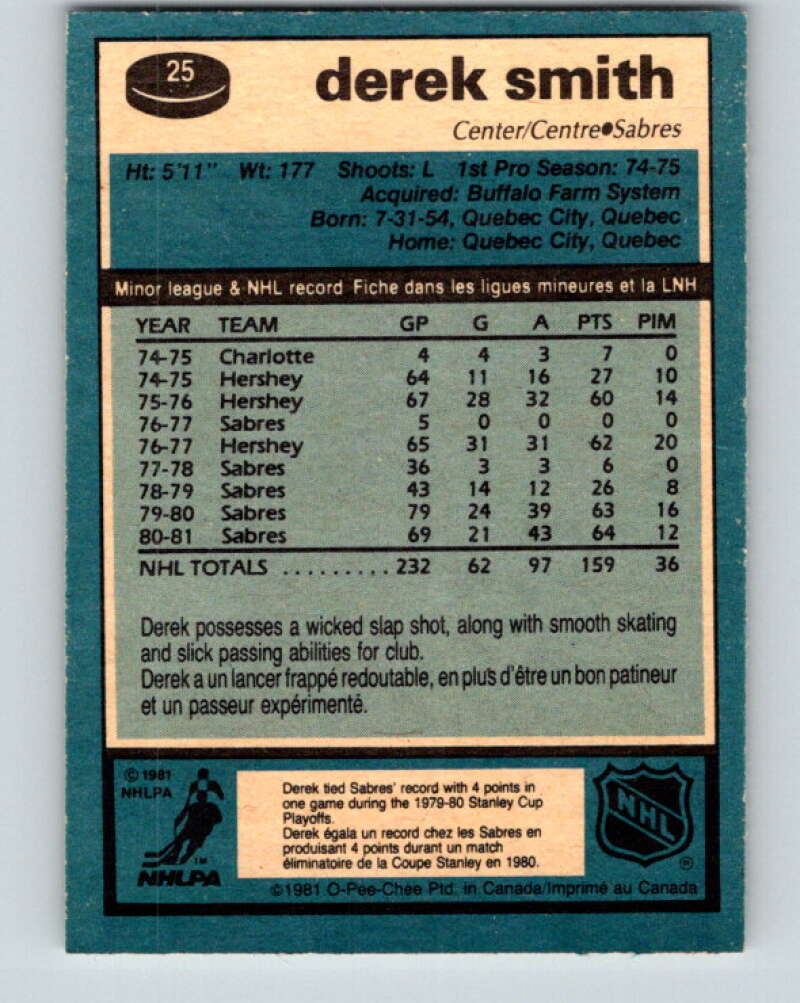 25
derek smith
Center/Centre•Sabres
Ht: 5'11" Wt: 177 Shoots: L 1st Pro Season: 74-75
Acquired: Buffalo Farm System
Born: 7-31-54, Quebec City, Quebec
Home: Quebec City, Quebec
Minor league & NHL record Fiche dans les ligues mineures et la LNH
YEAR TEAM GP G A PTS PIM
74-75 Charlotte 4 4 3 7 0
74-75 Hershey 64 11 16 27 10
75-76 Hershey 67 28 32 60 14
76-77 Sabres 5 0 0 0 0
76-77 Hershey 65 31 31 62 20
77-78 Sabres 36 3 3 6 0
78-79 Sabres 43 14 12 26 8
79-80 Sabres 79 24 39 63 16
80-81 Sabres 69 21 43 64 12
NHL TOTALS .......... 232 62 97 159 36
Derek possesses a wicked slap shot, along with smooth skating
and slick passing abilities for club.
Derek a un lancer frappé redoutable, en plus d'être un bon patineur
et un passeur expérimenté.
© 1981
NHLPA
TM
NHLPA
Derek tied Sabres' record with 4 points in
one game during the 1979-80 Stanley Cup
Playoffs.
Derek égala un record chez les Sabres en
produisant 4 points durant un match
éliminatoire de la Coupe Stanley en 1980.
NHL
®
©1981 O-Pee-Chee Ptd. in Canada/Imprimé au Canada